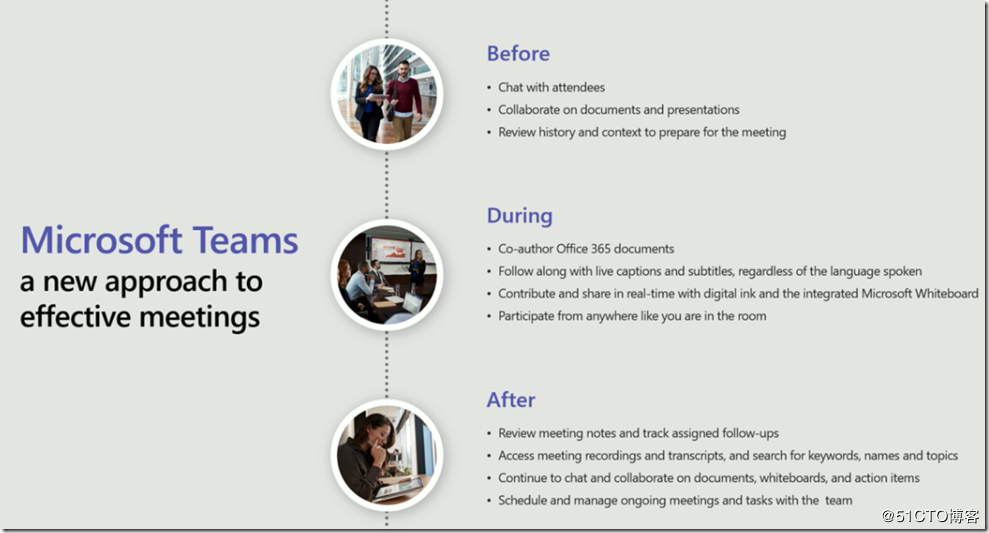 Microsoft Teams
a new approach to
effective meetings
Before
• Chat with attendees
• Collaborate on documents and presentations
• Review history and context to prepare for the meeting
During
• Co-author Office 365 documents
• Follow along with live captions and subtitles, regardless of the language spoken
• Contribute and share in real-time with digital ink and the integrated Microsoft Whiteboard
• Participate from anywhere like you are in the room
After
• Review meeting notes and track assigned follow-ups
• Access meeting recordings and transcripts, and search for keywords, names and topics
• Continue to chat and collaborate on documents, whiteboards, and action items
• Schedule and manage ongoing meetings and tasks with the team
@51CTO博客